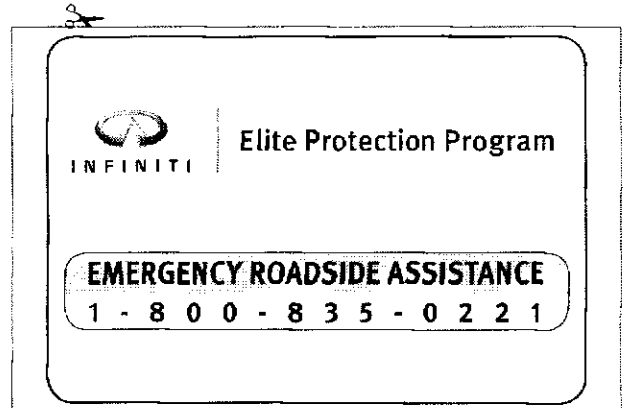 INFINITI
Elite Protection Program
EMERGENCY ROADSIDE ASSISTANCE
1-800-835-0221